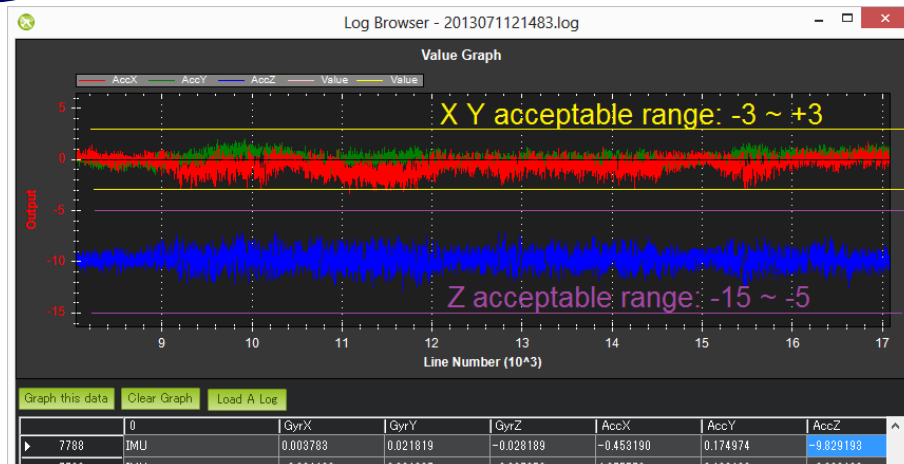 Log Browser - 2013071121483.log
Value Graph
AccX AccY AccZ Value Value
X Y acceptable range: -3 ~ +3
5
0
-5
-10
-15
Output
Z acceptable range: -15 ~ -5
9 10 11 12 13 14 15 16 17
Line Number (10^3)
Graph this data Clear Graph Load A Log
0 GyrX GyrY GyrZ AccX AccY AccZ
7788 IMU 0.003783 0.021819 -0.028189 -0.453190 0.174974 -9.829193